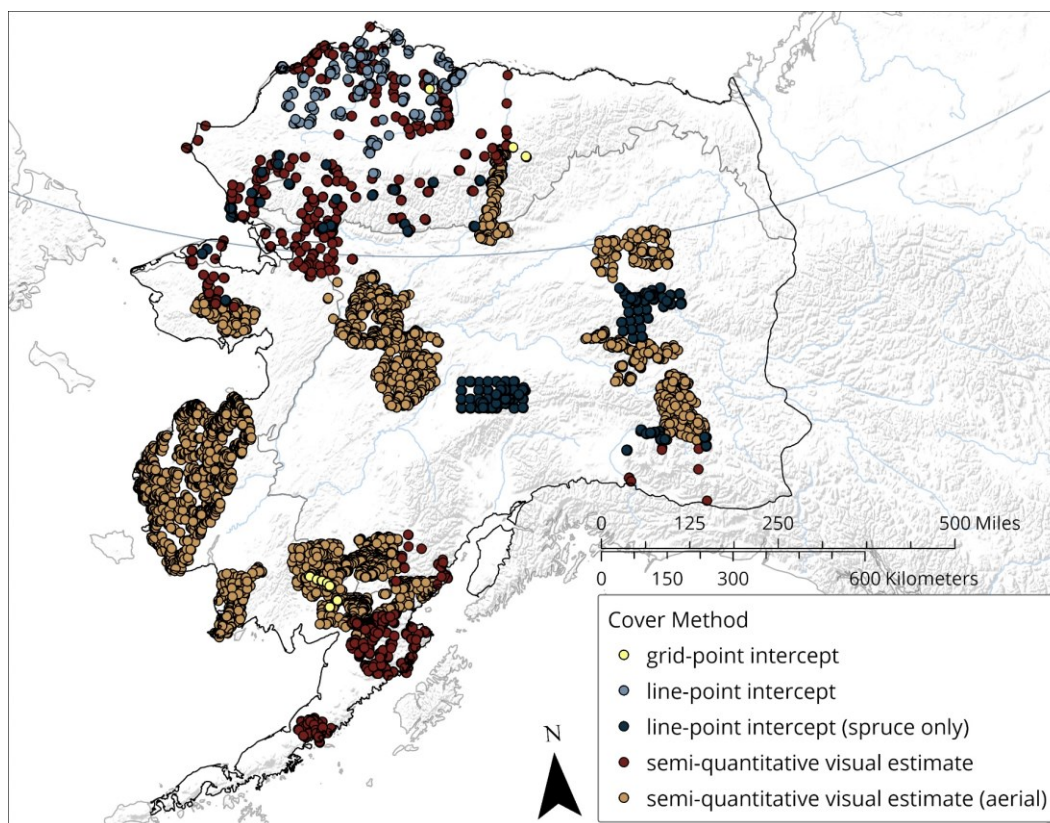 0 125 250 500 Miles
0 150 300 600 Kilometers
N
Cover Method
grid-point intercept
line-point intercept
line-point intercept (spruce only)
semi-quantitative visual estimate
semi-quantitative visual estimate (aerial)